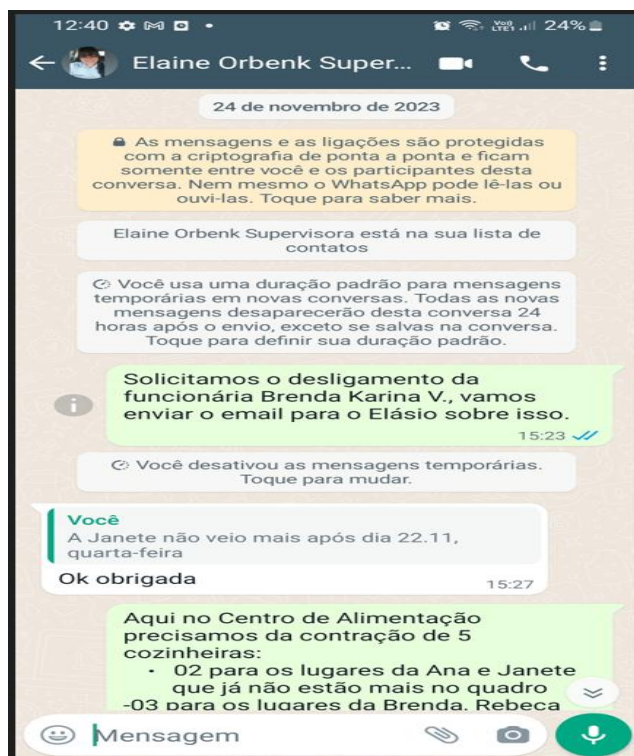 12:40
Vo))
LTE1 24%
Elaine Orbenk Super...
24 de novembro de 2023
As mensagens e as ligações são protegidas
com a criptografia de ponta a ponta e ficam
somente entre você e os participantes desta
conversa. Nem mesmo o WhatsApp pode lê-las ou
ouvi-las. Toque para saber mais.
Elaine Orbenk Supervisora está na sua lista de
contatos
Você usa uma duração padrão para mensagens
temporárias em novas conversas. Todas as novas
mensagens desaparecerão desta conversa 24
horas após o envio, exceto se salvas na conversa.
Toque para definir sua duração padrão.
Solicitamos o desligamento da
funcionária Brenda Karina V., vamos
enviar o email para o Elásio sobre isso.
15:23
Você desativou as mensagens temporárias.
Toque para mudar.
Você
A Janete não veio mais após dia 22.11,
quarta-feira
Ok obrigada
15:27
Aqui no Centro de Alimentação
precisamos da contração de 5
cozinheiras:
• 02 para os lugares da Ana e Janete
que já não estão mais no quadro
-03 para os lugares da Brenda, Rebeca
Mensagem